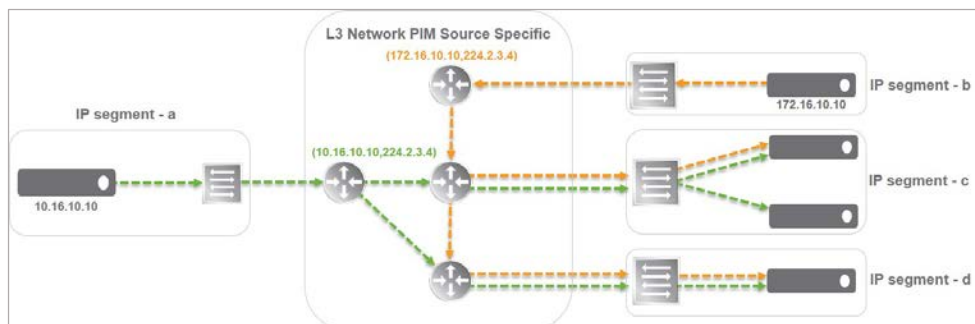 L3 Network PIM Source Specific
(172.16.10.10,224.2.3.4)
IP segment - b
172.16.10.10
IP segment - a
(10.16.10.10,224.2.3.4)
10.16.10.10
IP segment - c
IP segment - d